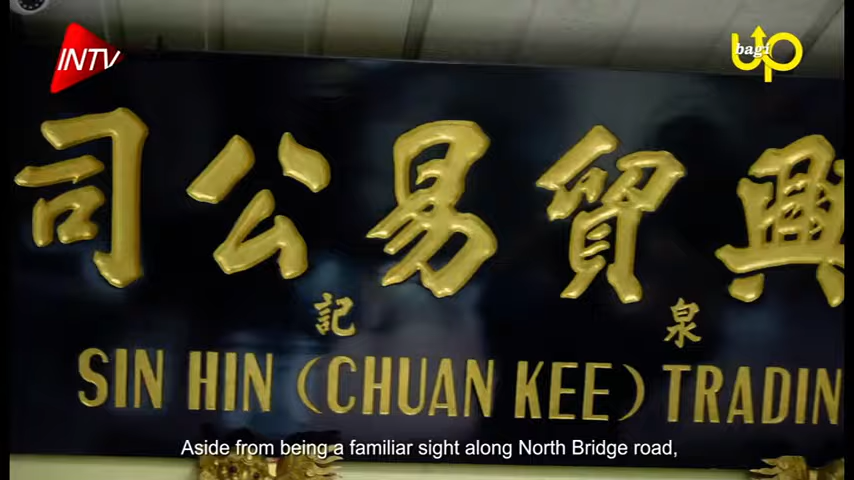 INTV
bagi
UP
興貿易公司
泉記
SIN HIN (CHUAN KEE) TRADIN
Aside from being a familiar sight along North Bridge road,